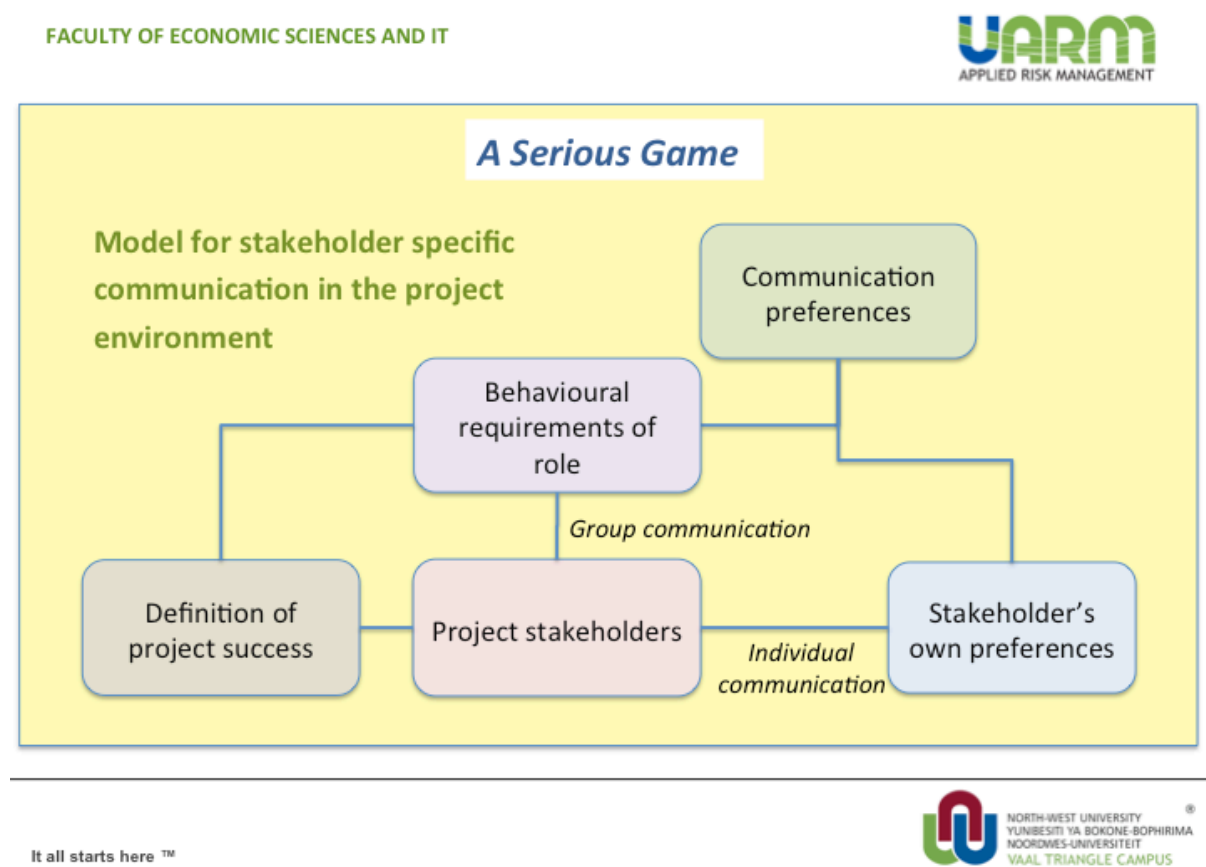 FACULTY OF ECONOMIC SCIENCES AND IT
UARM
APPLIED RISK MANAGEMENT
A Serious Game
Model for stakeholder specific
communication in the project
environment
Communication
preferences
Behavioural
requirements of
role
Group communication
Definition of
project success
Project stakeholders
Individual
communication
Stakeholder's
own preferences
It all starts here ™
®
NORTH-WEST UNIVERSITY
YUNIBESITI YA BOKONE-BOPHIRIMA
NOORDWES-UNIVERSITEIT
VAAL TRIANGLE CAMPUS